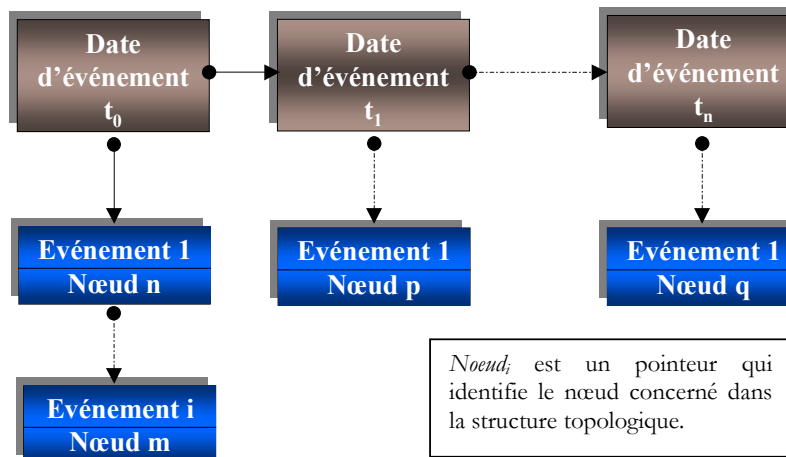 Date
d'événement
t0
Date
d'événement
t1
Date
d'événement
tn
Evénement 1
Nœud n
Evénement 1
Nœud p
Evénement 1
Nœud q
Evénement i
Nœud m
Noeudi est un pointeur qui
identifie le nœud concerné dans
la structure topologique.